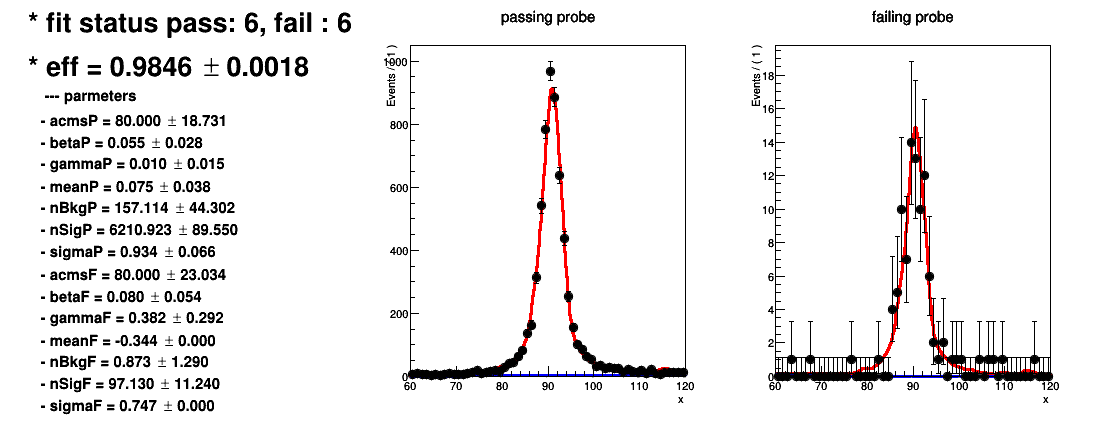 * fit status pass: 6, fail : 6
* eff = 0.9846 ± 0.0018
--- parmeters
- acmsP = 80.000 ± 18.731
- betaP = 0.055 ± 0.028
- gammaP = 0.010 ± 0.015
- meanP = 0.075 ± 0.038
- nBkgP = 157.114 ± 44.302
- nSigP = 6210.923 ± 89.550
- sigmaP = 0.934 ± 0.066
- acmsF = 80.000 ± 23.034
- betaF = 0.080 ± 0.054
- gammaF = 0.382 ± 0.292
- meanF = -0.344 ± 0.000
- nBkgF = 0.873 ± 1.290
- nSigF = 97.130 ± 11.240
- sigmaF = 0.747 ± 0.000
passing probe
Events / ( 1 )
1000
800
600
400
200
0
60 70 80 90 100 110 120
x
failing probe
Events / ( 1 )
18
16
14
12
10
8
6
4
2
0
60 70 80 90 100 110 120
x